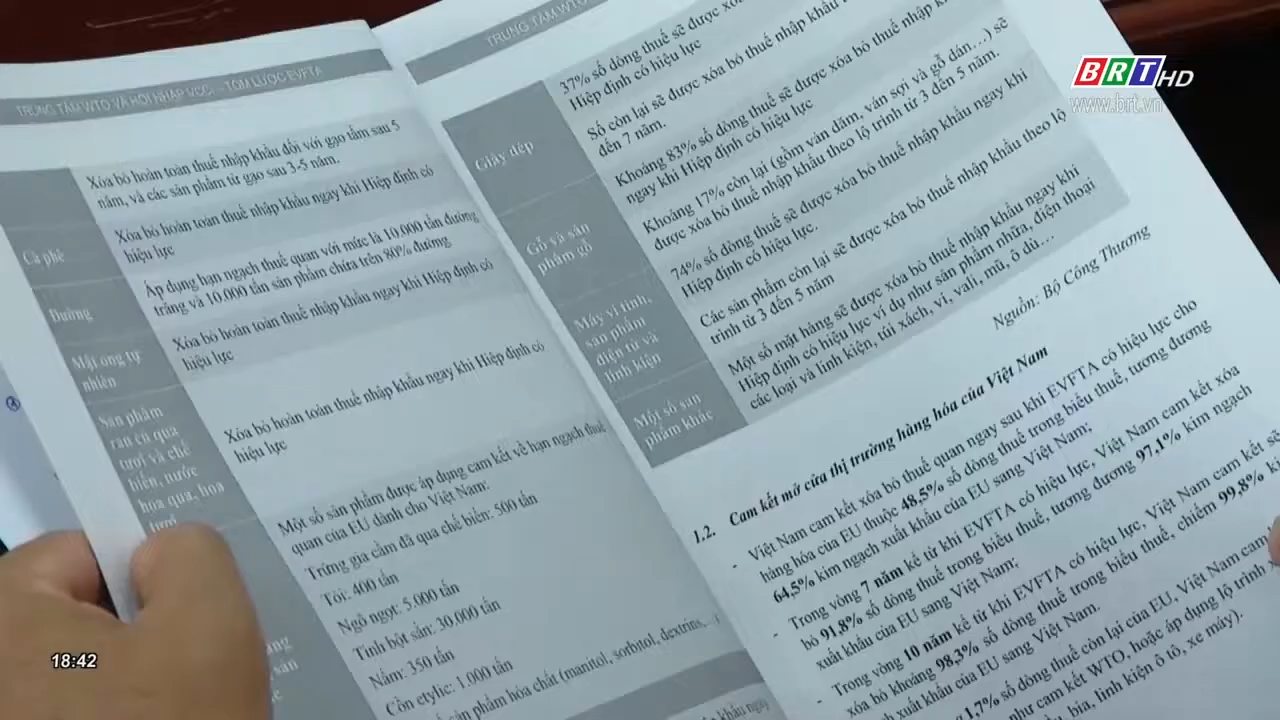 TRUNG TÂM WTO VÀ HỘI NHẬP VCCI – TÓM LƯỢC EVFTA
Xóa bỏ hoàn toàn thuế nhập khẩu đối với gạo tấm sau 5
năm, và các sản phẩm từ gạo sau 3-5 năm.
Cà phê
Xóa bỏ hoàn toàn thuế nhập khẩu ngay khi Hiệp định có
hiệu lực
Đường
Áp dụng hạn ngạch thuế quan với mức là 10.000 tấn đường
trắng và 10.000 tấn sản phẩm chứa trên 80% đường
Mật ong tự
nhiên
Xóa bỏ hoàn toàn thuế nhập khẩu ngay khi Hiệp định có
hiệu lực
Sản phẩm
rau củ quả
tươi và chế
biến, nước
hoa quả, hoa
tươi
Xóa bỏ hoàn toàn thuế nhập khẩu ngay khi Hiệp định có
hiệu lực
Một số sản phẩm được áp dụng cam kết về hạn ngạch thuế
quan của EU dành cho Việt Nam:
Trứng gia cầm đã qua chế biến: 500 tấn
Tỏi: 400 tấn
Ngô ngọt: 5.000 tấn
Tinh bột sắn: 30.000 tấn
Nấm: 350 tấn
Cồn etylic: 1.000 tấn
sản phẩm hóa chất (manitol, sorbitol, dextrins,..)
khẩu ngay
TRUNG TÂM WTO
37% số dòng thuế sẽ được xóa
Hiệp định có hiệu lực
Số còn lại sẽ được xóa bỏ thuế nhập khẩu
đến 7 năm.
Giày dép
Khoảng 83% số dòng thuế sẽ được xóa bỏ thuế nhập
ngay khi Hiệp định có hiệu lực
Khoảng 17% còn lại (gồm ván dăm, ván sợi và gỗ dán…) sẽ
được xóa bỏ thuế nhập khẩu theo lộ trình từ 3 đến 5 năm.
Gỗ và sản
phẩm gỗ
74% số dòng thuế sẽ được xóa bỏ thuế nhập khẩu ngay khi
Hiệp định có hiệu lực.
Các sản phẩm còn lại sẽ được xóa bỏ thuế nhập khẩu theo lộ
trình từ 3 đến 5 năm
Máy vi tính,
sản phẩm
điện tử và
linh kiện
Một số mặt hàng sẽ được xóa bỏ thuế nhập khẩu ngay khi
Hiệp định có hiệu lực ví dụ như sản phẩm nhựa, điện thoại
các loại và linh kiện, túi xách, ví, vali, mũ, ô dù…
Một số sản
phẩm khác
Nguồn: Bộ Công Thương
1.2. Cam kết mở cửa thị trường hàng hóa của Việt Nam
- Việt Nam cam kết xóa bỏ thuế quan ngay sau khi EVFTA có hiệu lực cho
hàng hóa của EU thuộc 48.5% số dòng thuế trong biểu thuế, tương đương
64,5% kim ngạch xuất khẩu của EU sang Việt Nam;
- Trong vòng 7 năm kể từ khi EVFTA có hiệu lực, Việt Nam cam kết xóa
bỏ 91,8% số dòng thuế trong biểu thuế, tương đương 97,1% kim ngạch
xuất khẩu của EU sang Việt Nam;
- Trong vòng 10 năm kể từ khi EVFTA có hiệu lực, Việt Nam cam kết sẽ
xóa bỏ khoảng 98,3% số dòng thuế trong biểu thuế, chiếm 99,8%
xuất khẩu của EU sang Việt Nam.
1,7% số dòng thuế còn lại của EU, Việt Nam cam
như cam kết WTO, hoặc áp dụng lộ trình
bia, linh kiện ô tô, xe máy).
BRT HD
www.brt.vn
18:42